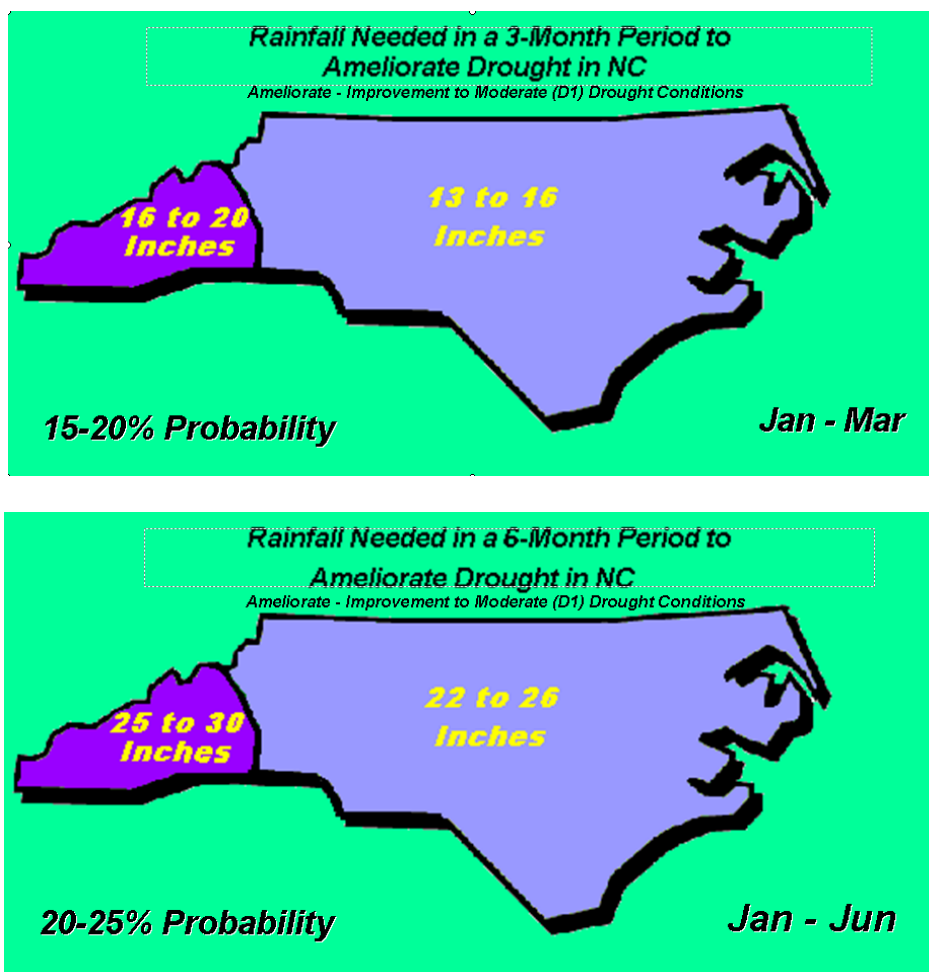 Rainfall Needed in a 3-Month Period to
Ameliorate Drought in NC
Ameliorate - Improvement to Moderate (D1) Drought Conditions
16 to 20
Inches
13 to 16
Inches
15-20% Probability
Jan - Mar
Rainfall Needed in a 6-Month Period to
Ameliorate Drought in NC
Ameliorate - Improvement to Moderate (D1) Drought Conditions
25 to 30
Inches
22 to 26
Inches
20-25% Probability
Jan - Jun